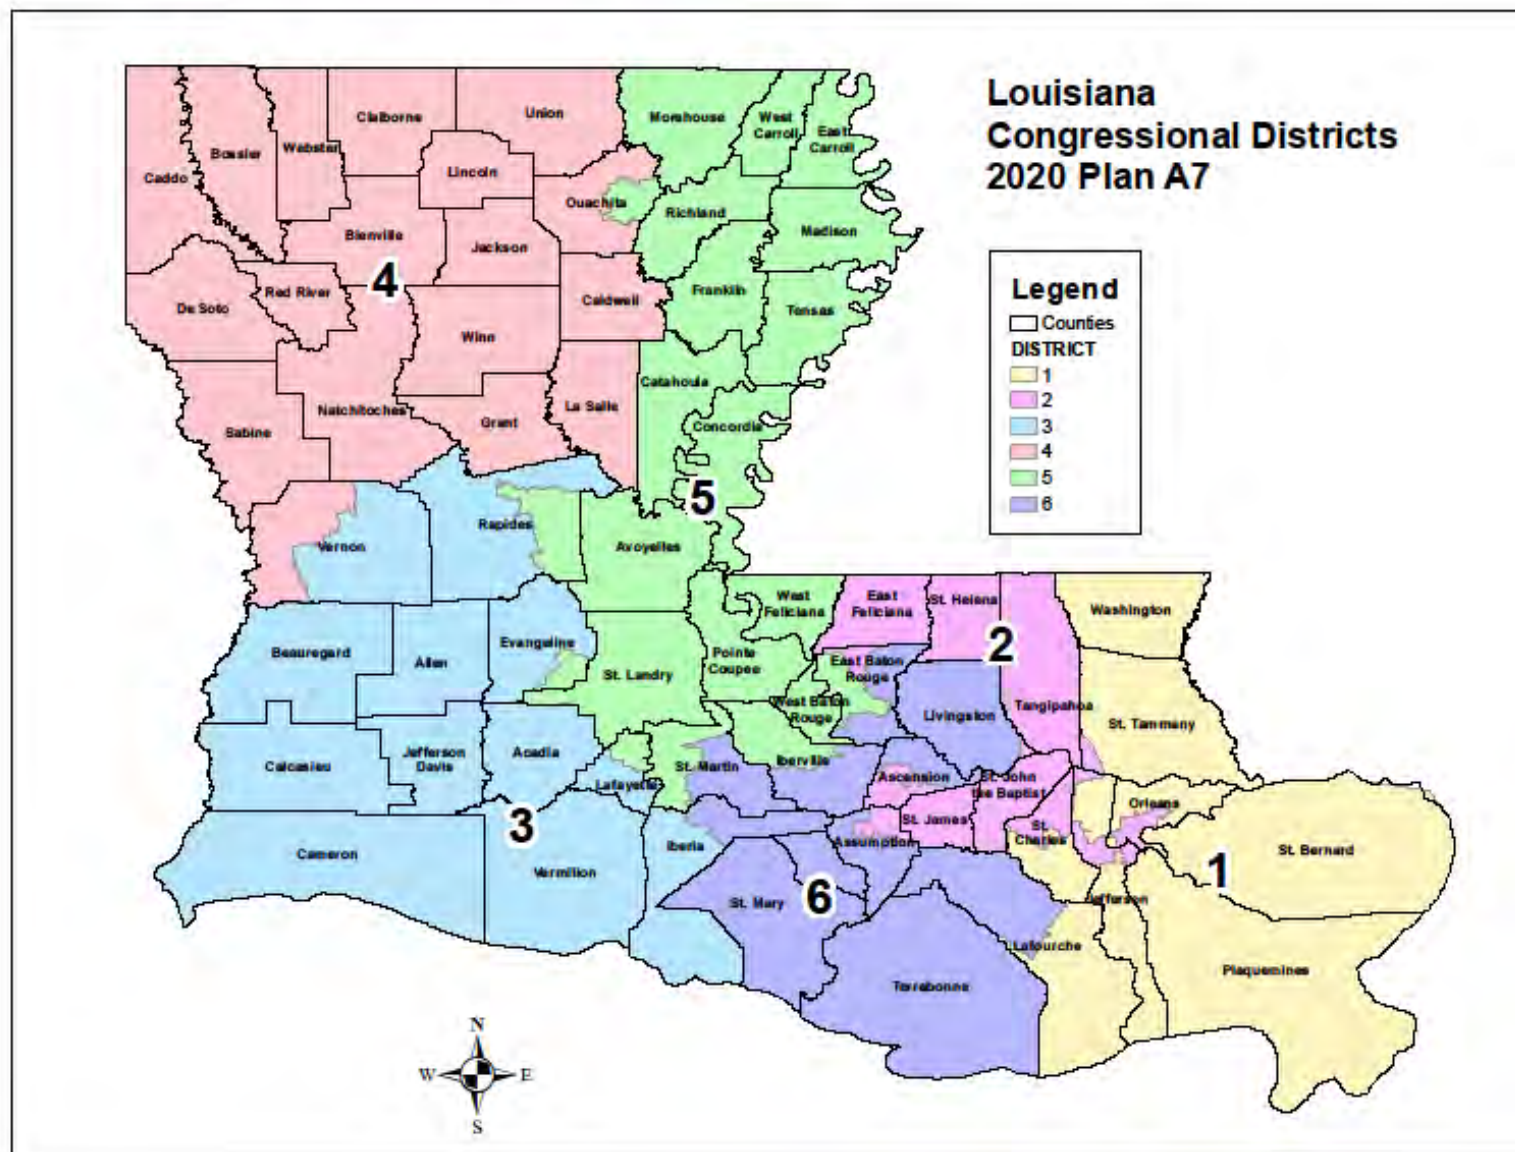 Louisiana
Congressional Districts
2020 Plan A7
Legend
Counties
DISTRICT
1
2
3
4
5
6
Caddo
Bossier
Webster
Claiborne
Union
Lincoln
Morehouse
West
Carroll
East
Carroll
Ouachita
Richland
Madison
Bienville
Jackson
4
De Soto
Red River
Caldwell
Franklin
Tensas
Winn
Natchitoches
Grant
La Salle
Catahoula
Concordia
Sabine
5
Vernon
Rapides
Avoyelles
West
Feliciana
East
Feliciana
St. Helena
Washington
2
Beauregard
Allen
Evangeline
St. Landry
Pointe
Coupee
East Baton
Rouge
West Baton
Rouge
Livingston
Tangipahoa
St. Tammany
Calcasieu
Jefferson
Davis
Acadia
Lafayette
St. Martin
Iberville
Ascension
St. John
the Baptist
Orleans
3
St. James
St.
Charles
Assumption
Cameron
Vermilion
Iberia
St. Bernard
1
St. Mary
6
Jefferson
Lafourche
Terrebonne
Plaquemines
N
W
E
S